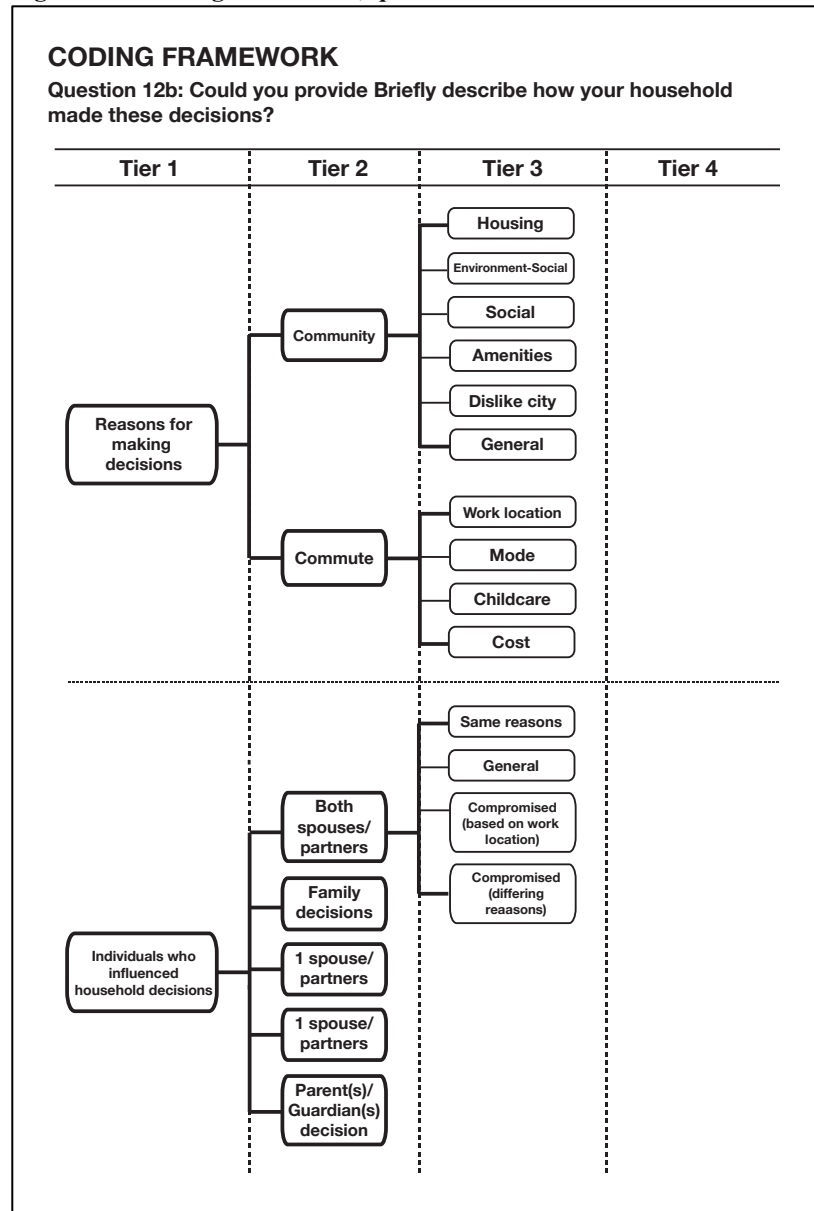 CODING FRAMEWORK
Question 12b: Could you provide Briefly describe how your household
made these decisions?
Tier 1
Tier 2
Tier 3
Tier 4
Reasons for
making
decisions
Community
Housing
Environment-Social
Social
Amenities
Dislike city
General
Commute
Work location
Mode
Childcare
Cost
Individuals who
influenced
household decisions
Both
spouses/
partners
Same reasons
General
Compromised
(based on work
location)
Compromised
(differing
reaasons)
Family
decisions
1 spouse/
partners
1 spouse/
partners
Parent(s)/
Guardian(s)
decision